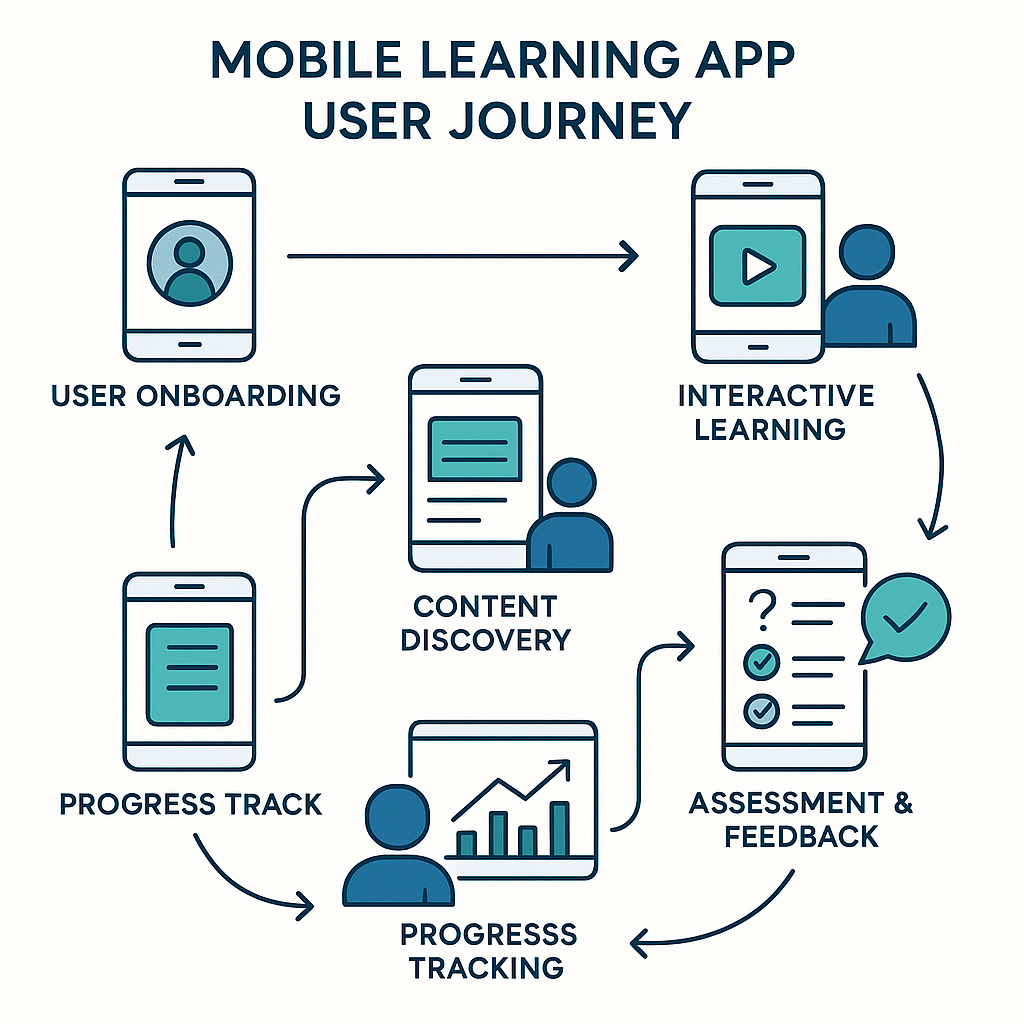 MOBILE LEARNING APP
USER JOURNEY
USER ONBOARDING
INTERACTIVE
LEARNING
CONTENT
DISCOVERY
PROGRESS TRACK
ASSESSMENT &
FEEDBACK
PROGRESSS
TRACKING
?